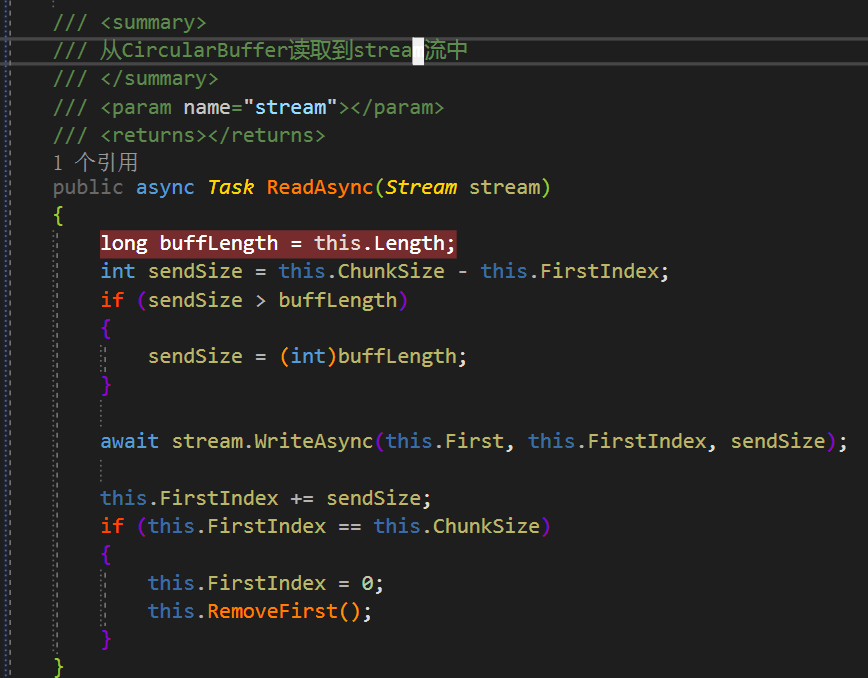 /// <summary>
/// 从CircularBuffer读取到stream流中
/// </summary>
/// <param name="stream"></param>
/// <returns></returns>
1 个引用
public async Task ReadAsync(Stream stream)
{
long buffLength = this.Length;
int sendSize = this.ChunkSize - this.FirstIndex;
if (sendSize > buffLength)
{
sendSize = (int)buffLength;
}
await stream.WriteAsync(this.First, this.FirstIndex, sendSize);
this.FirstIndex += sendSize;
if (this.FirstIndex == this.ChunkSize)
{
this.FirstIndex = 0;
this.RemoveFirst();
}
}